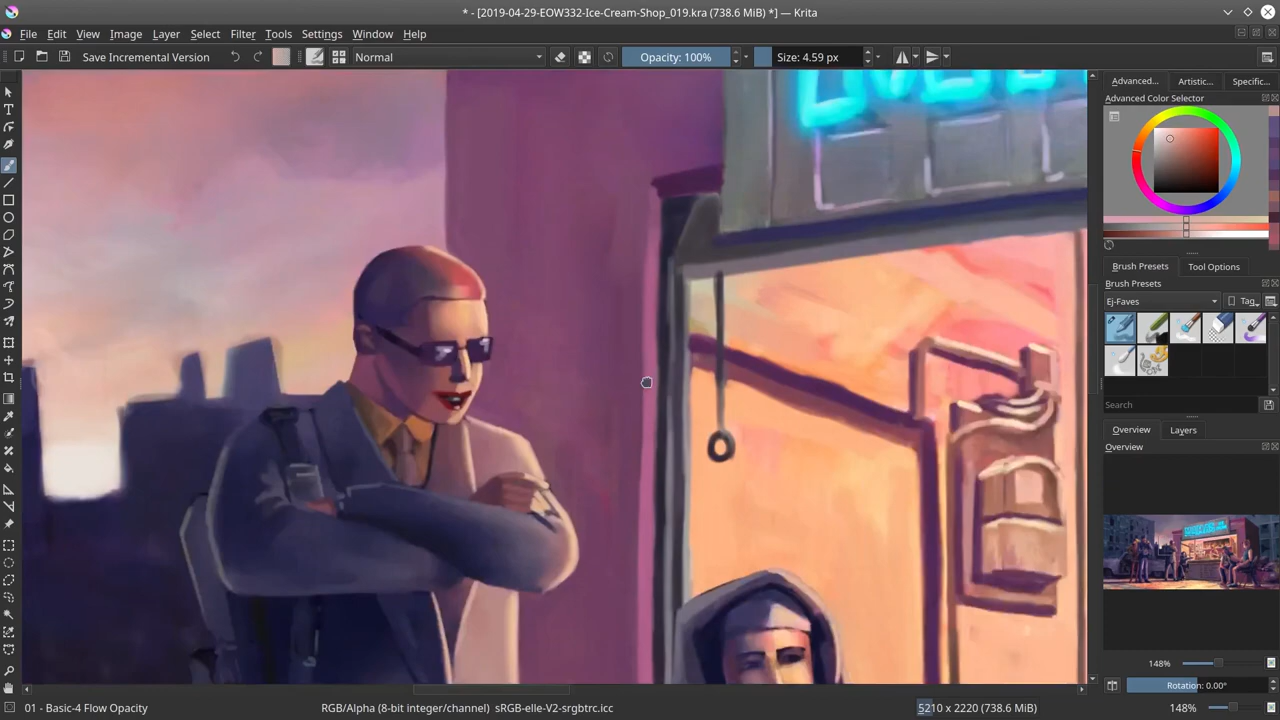 * - [2019-04-29-EOW332-Ice-Cream-Shop_019.kra (738.6 MiB) *] — Krita
File Edit View Image Layer Select Filter Tools Settings Window Help
Save Incremental Version Normal Opacity: 100% Size: 4.59 px
Advanced... Artistic... Specific...
Advanced Color Selector
Brush Presets Tool Options
Brush Presets
Ej-Faves Tag
Search
Overview Layers
Overview
148%
Rotation: 0.00°
01 - Basic-4 Flow Opacity RGB/Alpha (8-bit integer/channel) sRGB-elle-V2-srgbtrc.icc 5210 x 2220 (738.6 MiB) 148%